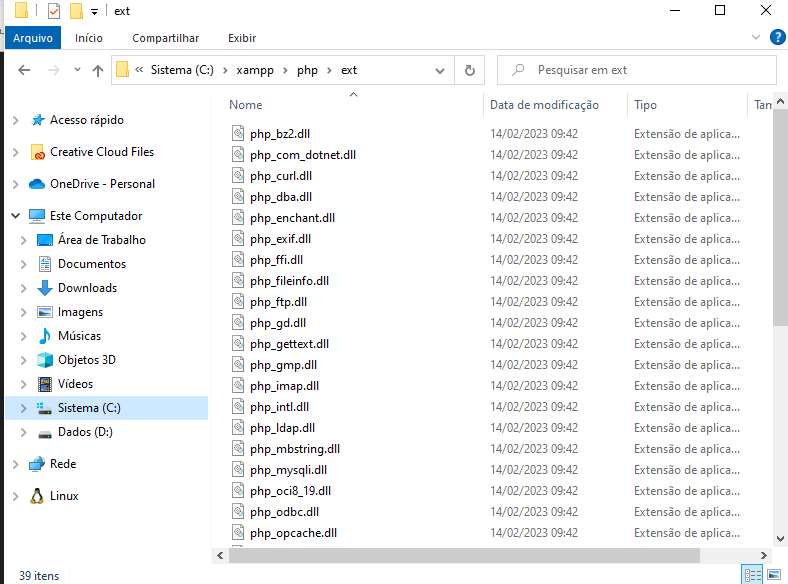 ext
Arquivo Início Compartilhar Exibir
« Sistema (C:) > xampp > php > ext
Pesquisar em ext
Acesso rápido
Creative Cloud Files
OneDrive - Personal
Este Computador
Área de Trabalho
Documentos
Downloads
Imagens
Músicas
Objetos 3D
Vídeos
Sistema (C:)
Dados (D:)
Rede
Linux
Nome Data de modificação Tipo Tam
php_bz2.dll 14/02/2023 09:42 Extensão de aplica...
php_com_dotnet.dll 14/02/2023 09:42 Extensão de aplica...
php_curl.dll 14/02/2023 09:42 Extensão de aplica...
php_dba.dll 14/02/2023 09:42 Extensão de aplica...
php_enchant.dll 14/02/2023 09:42 Extensão de aplica...
php_exif.dll 14/02/2023 09:42 Extensão de aplica...
php_ffi.dll 14/02/2023 09:42 Extensão de aplica...
php_fileinfo.dll 14/02/2023 09:42 Extensão de aplica...
php_ftp.dll 14/02/2023 09:42 Extensão de aplica...
php_gd.dll 14/02/2023 09:42 Extensão de aplica...
php_gettext.dll 14/02/2023 09:42 Extensão de aplica...
php_gmp.dll 14/02/2023 09:42 Extensão de aplica...
php_imap.dll 14/02/2023 09:42 Extensão de aplica...
php_intl.dll 14/02/2023 09:42 Extensão de aplica...
php_ldap.dll 14/02/2023 09:42 Extensão de aplica...
php_mbstring.dll 14/02/2023 09:42 Extensão de aplica...
php_mysqli.dll 14/02/2023 09:42 Extensão de aplica...
php_oci8_19.dll 14/02/2023 09:42 Extensão de aplica...
php_odbc.dll 14/02/2023 09:42 Extensão de aplica...
php_opcache.dll 14/02/2023 09:42 Extensão de aplica...
39 itens